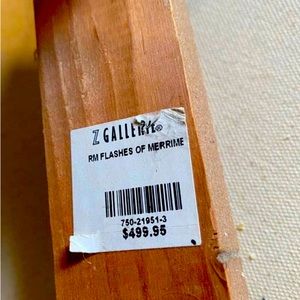 Z GALLERIE®
RM FLASHES OF MERRIME
750-21951-3
$499.95